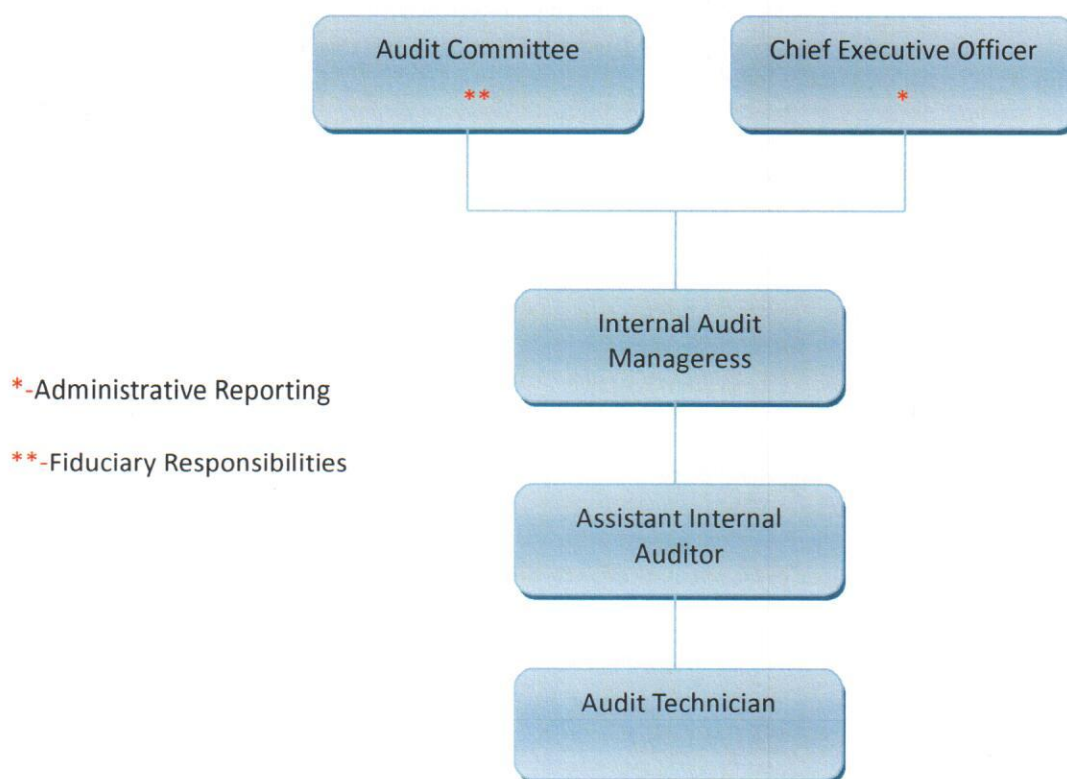 Audit Committee
**
Chief Executive Officer
*
Internal Audit
Manageress
*-Administrative Reporting
**-Fiduciary Responsibilities
Assistant Internal
Auditor
Audit Technician